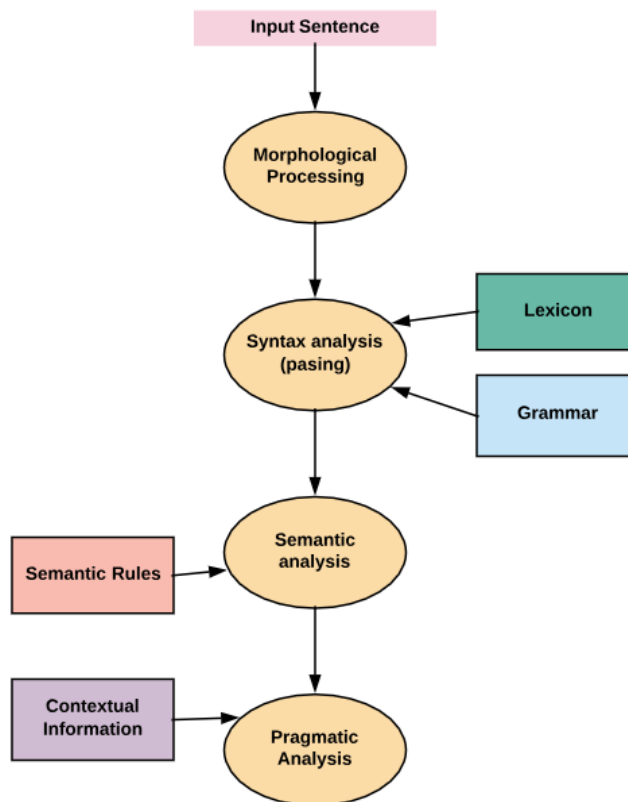 Input Sentence
Morphological
Processing
Lexicon
Syntax analysis
(pasing)
Grammar
Semantic
analysis
Semantic Rules
Contextual
Information
Pragmatic
Analysis